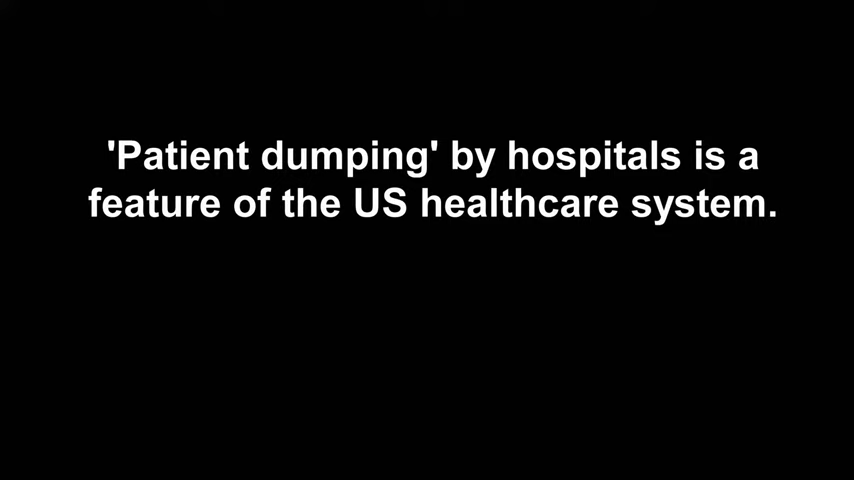 'Patient dumping' by hospitals is a
feature of the US healthcare system.